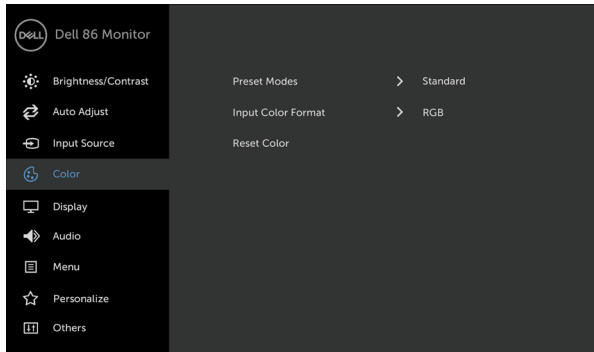 DELL Dell 86 Monitor
Brightness/Contrast Preset Modes > Standard
Auto Adjust Input Color Format > RGB
Input Source Reset Color
Color
Display
Audio
Menu
Personalize
Others